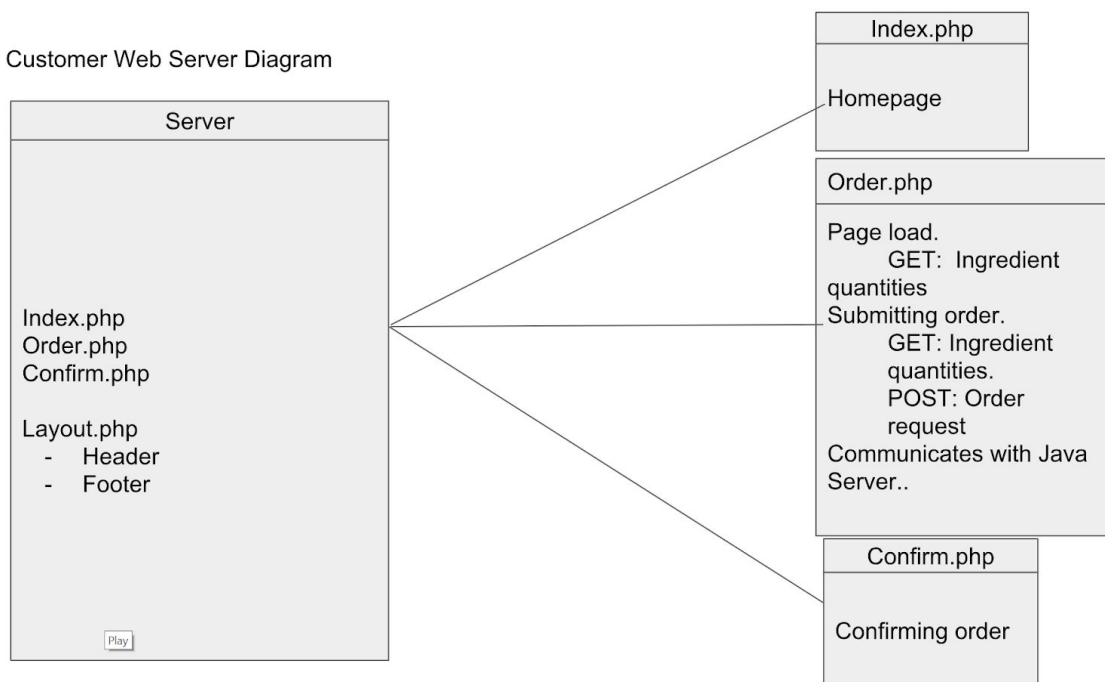 Customer Web Server Diagram
Server
Index.php
Order.php
Confirm.php
Layout.php
- Header
- Footer
Play
Index.php
Homepage
Order.php
Page load.
GET: Ingredient
quantities
Submitting order.
GET: Ingredient
quantities.
POST: Order
request
Communicates with Java
Server..
Confirm.php
Confirming order